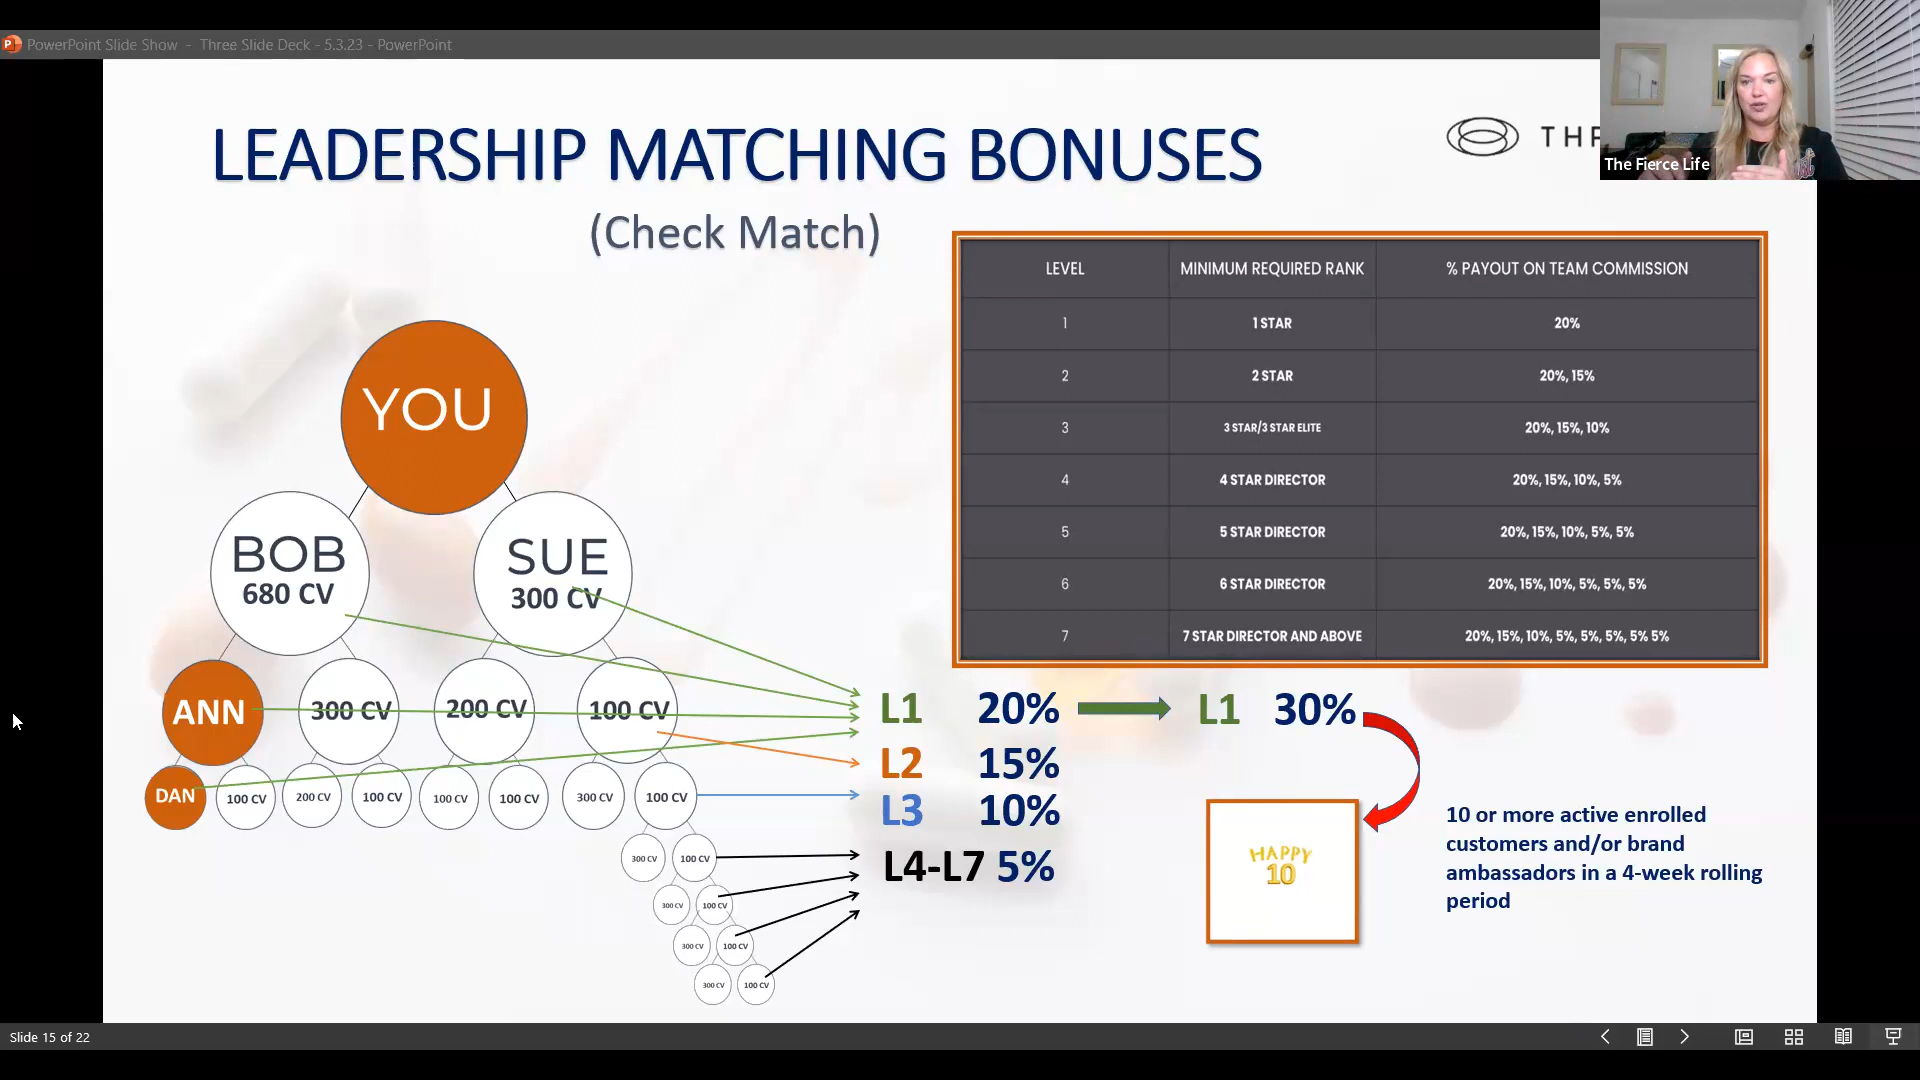 PowerPoint Slide Show - Three Slide Deck - 5.3.23 - PowerPoint
The Fierce Life
LEADERSHIP MATCHING BONUSES
(Check Match)
THR
LEVEL MINIMUM REQUIRED RANK % PAYOUT ON TEAM COMMISSION
1 1 STAR 20%
2 2 STAR 20%, 15%
3 3 STAR/3 STAR ELITE 20%, 15%, 10%
4 4 STAR DIRECTOR 20%, 15%, 10%, 5%
5 5 STAR DIRECTOR 20%, 15%, 10%, 5%, 5%
6 6 STAR DIRECTOR 20%, 15%, 10%, 5%, 5%, 5%
7 7 STAR DIRECTOR AND ABOVE 20%, 15%, 10%, 5%, 5%, 5%, 5% 5%
YOU
BOB
680 CV
SUE
300 CV
ANN 300 CV 200 CV 100 CV
DAN 100 CV 200 CV 100 CV 100 CV 100 CV 300 CV 100 CV
300 CV 100 CV
300 CV 100 CV
300 CV 100 CV
300 CV 100 CV
L1 20% L1 30%
L2 15%
L3 10%
L4-L7 5%
HAPPY
10
10 or more active enrolled
customers and/or brand
ambassadors in a 4-week rolling
period
Slide 15 of 22